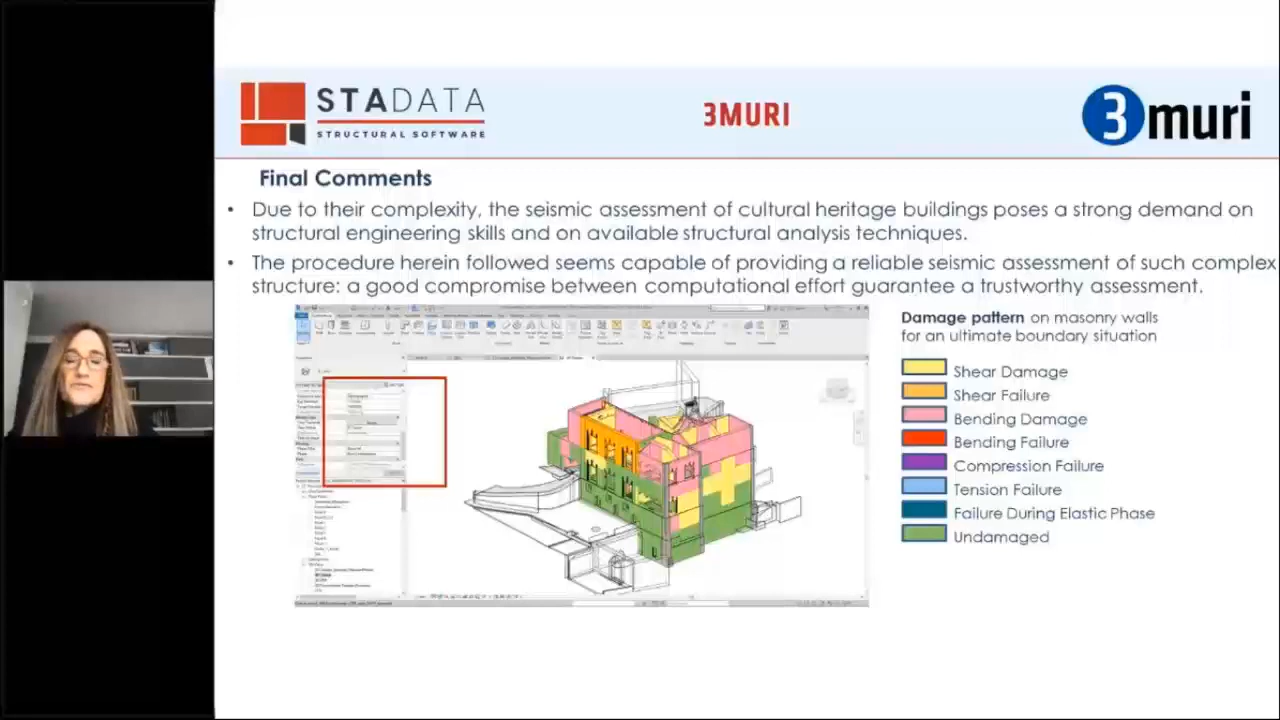 STADATA
STRUCTURAL SOFTWARE
3MURI
3muri
Final Comments
• Due to their complexity, the seismic assessment of cultural heritage buildings poses a strong demand on
structural engineering skills and on available structural analysis techniques.
• The procedure herein followed seems capable of providing a reliable seismic assessment of such complex
structure: a good compromise between computational effort guarantee a trustworthy assessment.
Damage pattern on masonry walls
for an ultimate boundary situation
Shear Damage
Shear Failure
Bending Damage
Bending Failure
Compression Failure
Tension Failure
Failure During Elastic Phase
Undamaged